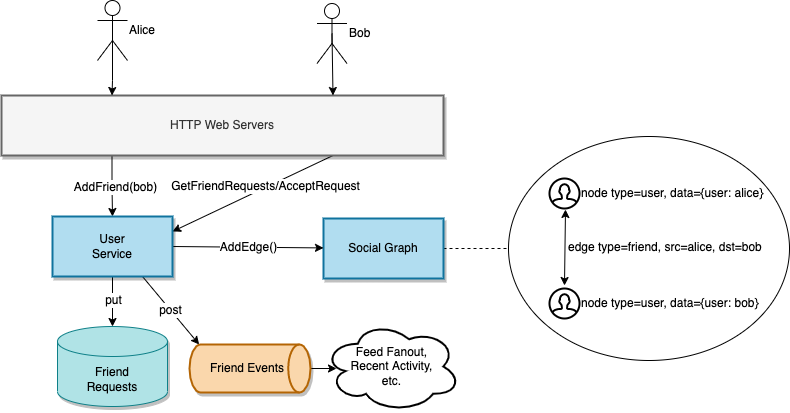 Alice
Bob
HTTP Web Servers
AddFriend(bob)
GetFriendRequests/AcceptRequest
User
Service
AddEdge()
Social Graph
node type=user, data={user: alice}
edge type=friend, src=alice, dst=bob
node type=user, data={user: bob}
put
post
Friend
Requests
Friend Events
Feed Fanout,
Recent Activity,
etc.